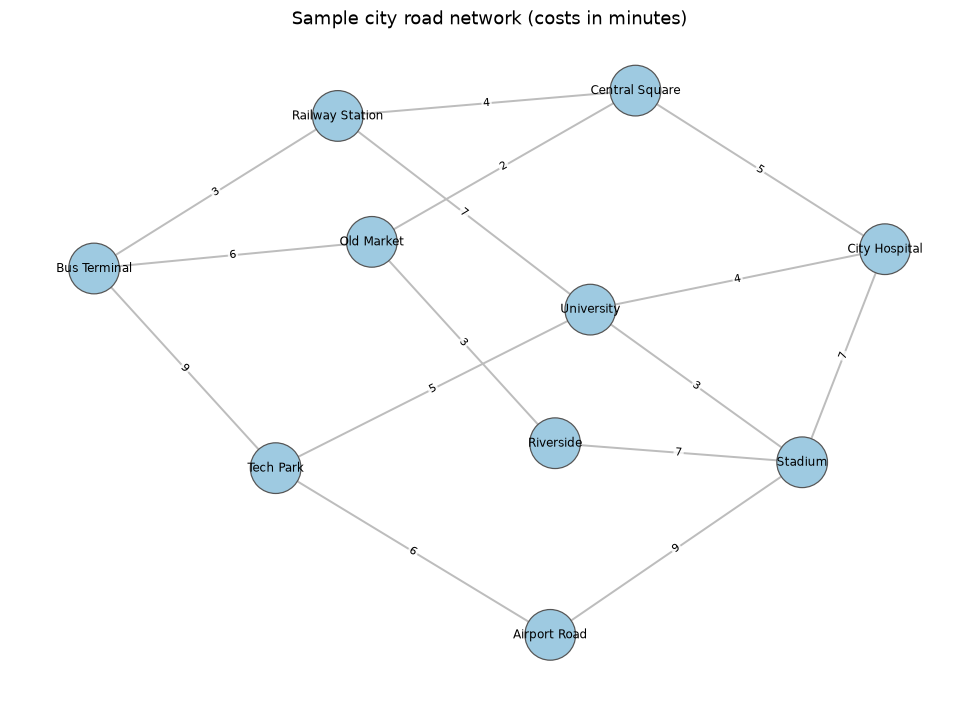 Sample city road network (costs in minutes)
Central Square
4
Railway Station
2
5
3
7
Old Market
City Hospital
6
Bus Terminal
4
University
3
7
9
3
5
Riverside
7
Stadium
Tech Park
9
6
Airport Road